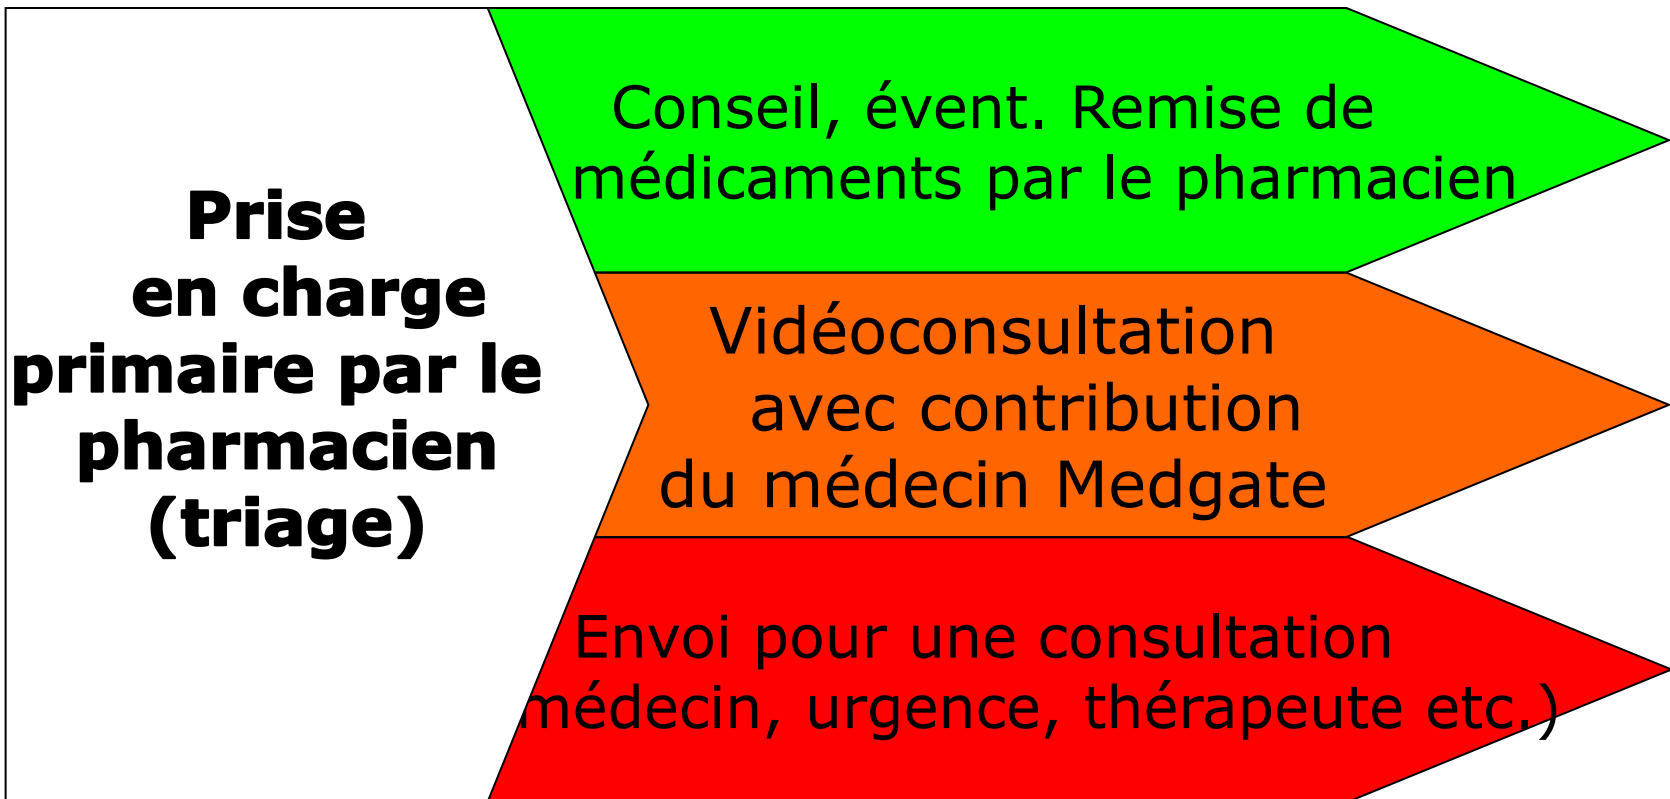 Prise
en charge
primaire par le
pharmacien
(triage)
Conseil, évent. Remise de
médicaments par le pharmacien
Vidéoconsultation
avec contribution
du médecin Medgate
Envoi pour une consultation
médecin, urgence, thérapeute etc.)